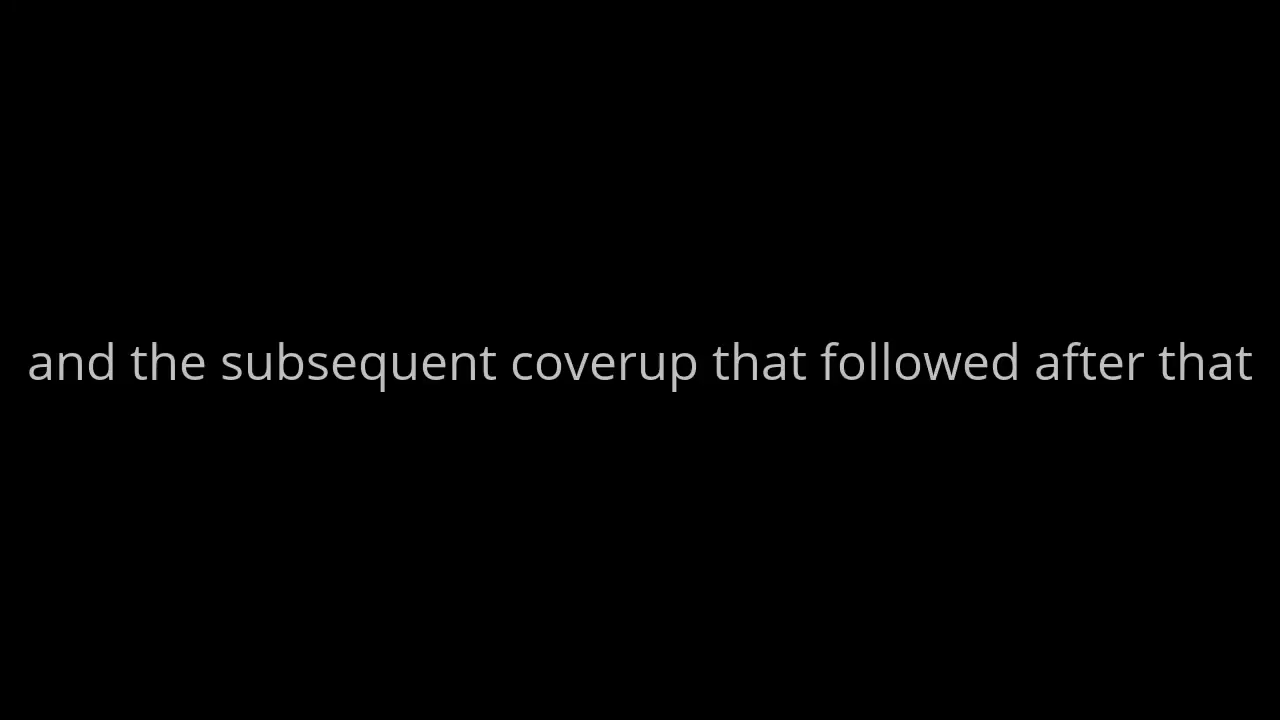 and the subsequent coverup that followed after that